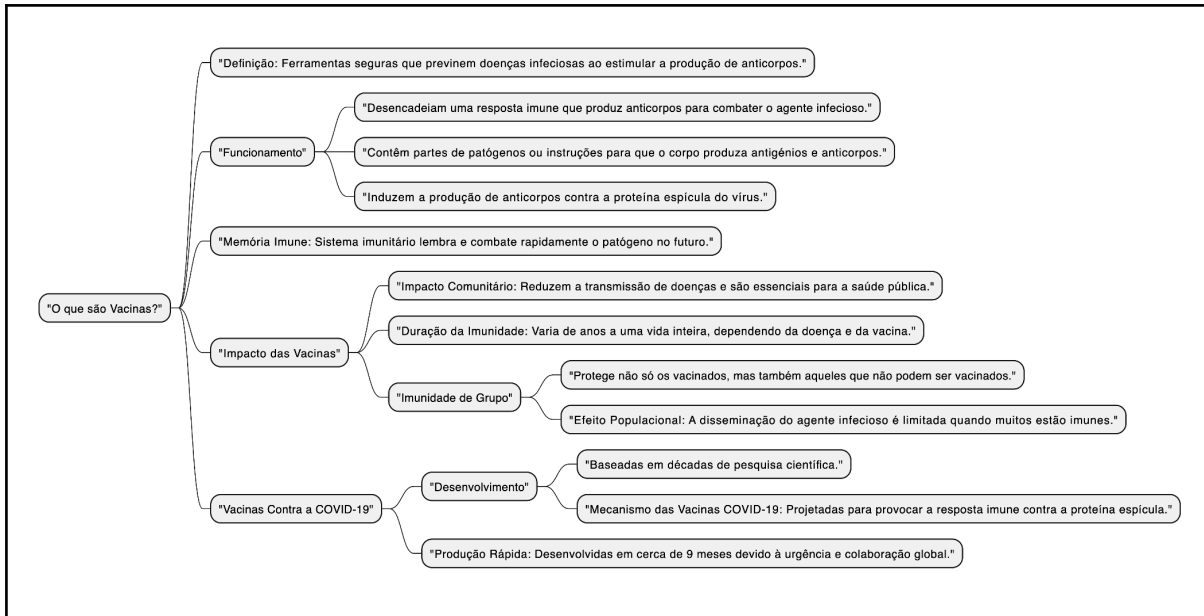 "O que são Vacinas?"
"Definição: Ferramentas seguras que previnem doenças infeciosas ao estimular a produção de anticorpos."
"Funcionamento"
"Desencadeiam uma resposta imune que produz anticorpos para combater o agente infecioso."
"Contêm partes de patógenos ou instruções para que o corpo produza antigénios e anticorpos."
"Induzem a produção de anticorpos contra a proteína espícula do vírus."
"Memória Imune: Sistema imunitário lembra e combate rapidamente o patógeno no futuro."
"Impacto das Vacinas"
"Impacto Comunitário: Reduzem a transmissão de doenças e são essenciais para a saúde pública."
"Duração da Imunidade: Varia de anos a uma vida inteira, dependendo da doença e da vacina."
"Imunidade de Grupo"
"Protege não só os vacinados, mas também aqueles que não podem ser vacinados."
"Efeito Populacional: A disseminação do agente infecioso é limitada quando muitos estão imunes."
"Vacinas Contra a COVID-19"
"Desenvolvimento"
"Baseadas em décadas de pesquisa científica."
"Mecanismo das Vacinas COVID-19: Projetadas para provocar a resposta imune contra a proteína espícula."
"Produção Rápida: Desenvolvidas em cerca de 9 meses devido à urgência e colaboração global."